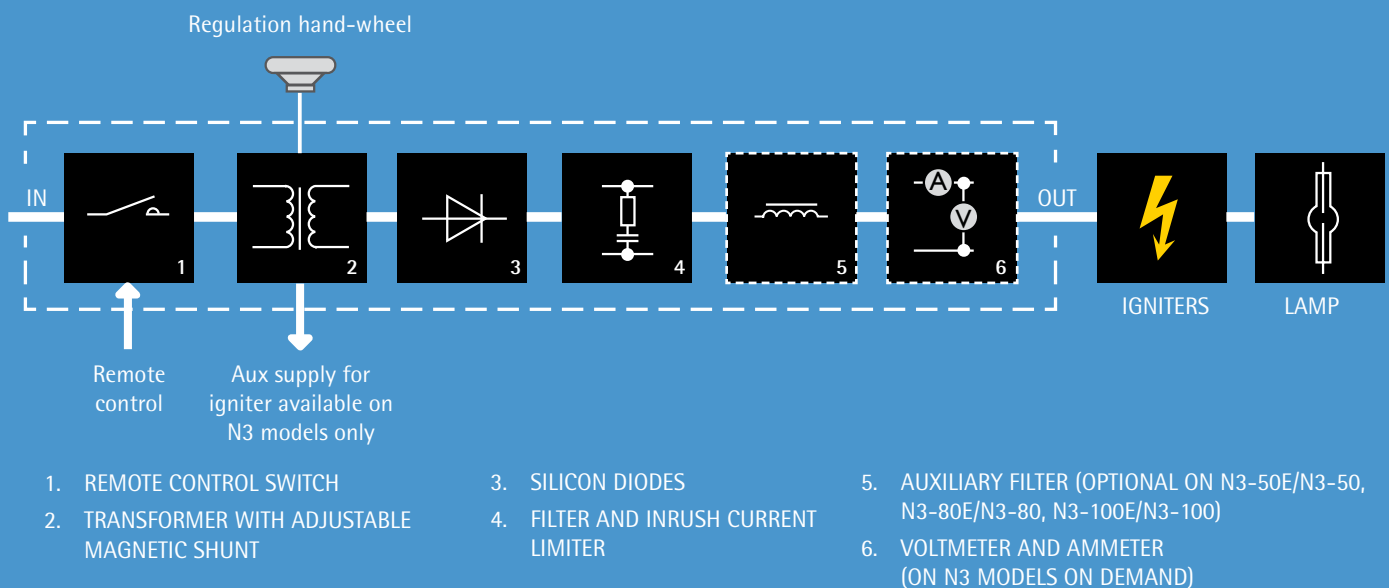 Regulation hand-wheel
IN
OUT
1
2
3
4
5
A
V
6
IGNITERS
LAMP
Remote
control
Aux supply for
igniter available on
N3 models only
1. REMOTE CONTROL SWITCH
2. TRANSFORMER WITH ADJUSTABLE
MAGNETIC SHUNT
3. SILICON DIODES
4. FILTER AND INRUSH CURRENT
LIMITER
5. AUXILIARY FILTER (OPTIONAL ON N3-50E/N3-50,
N3-80E/N3-80, N3-100E/N3-100)
6. VOLTMETER AND AMMETER
(ON N3 MODELS ON DEMAND)